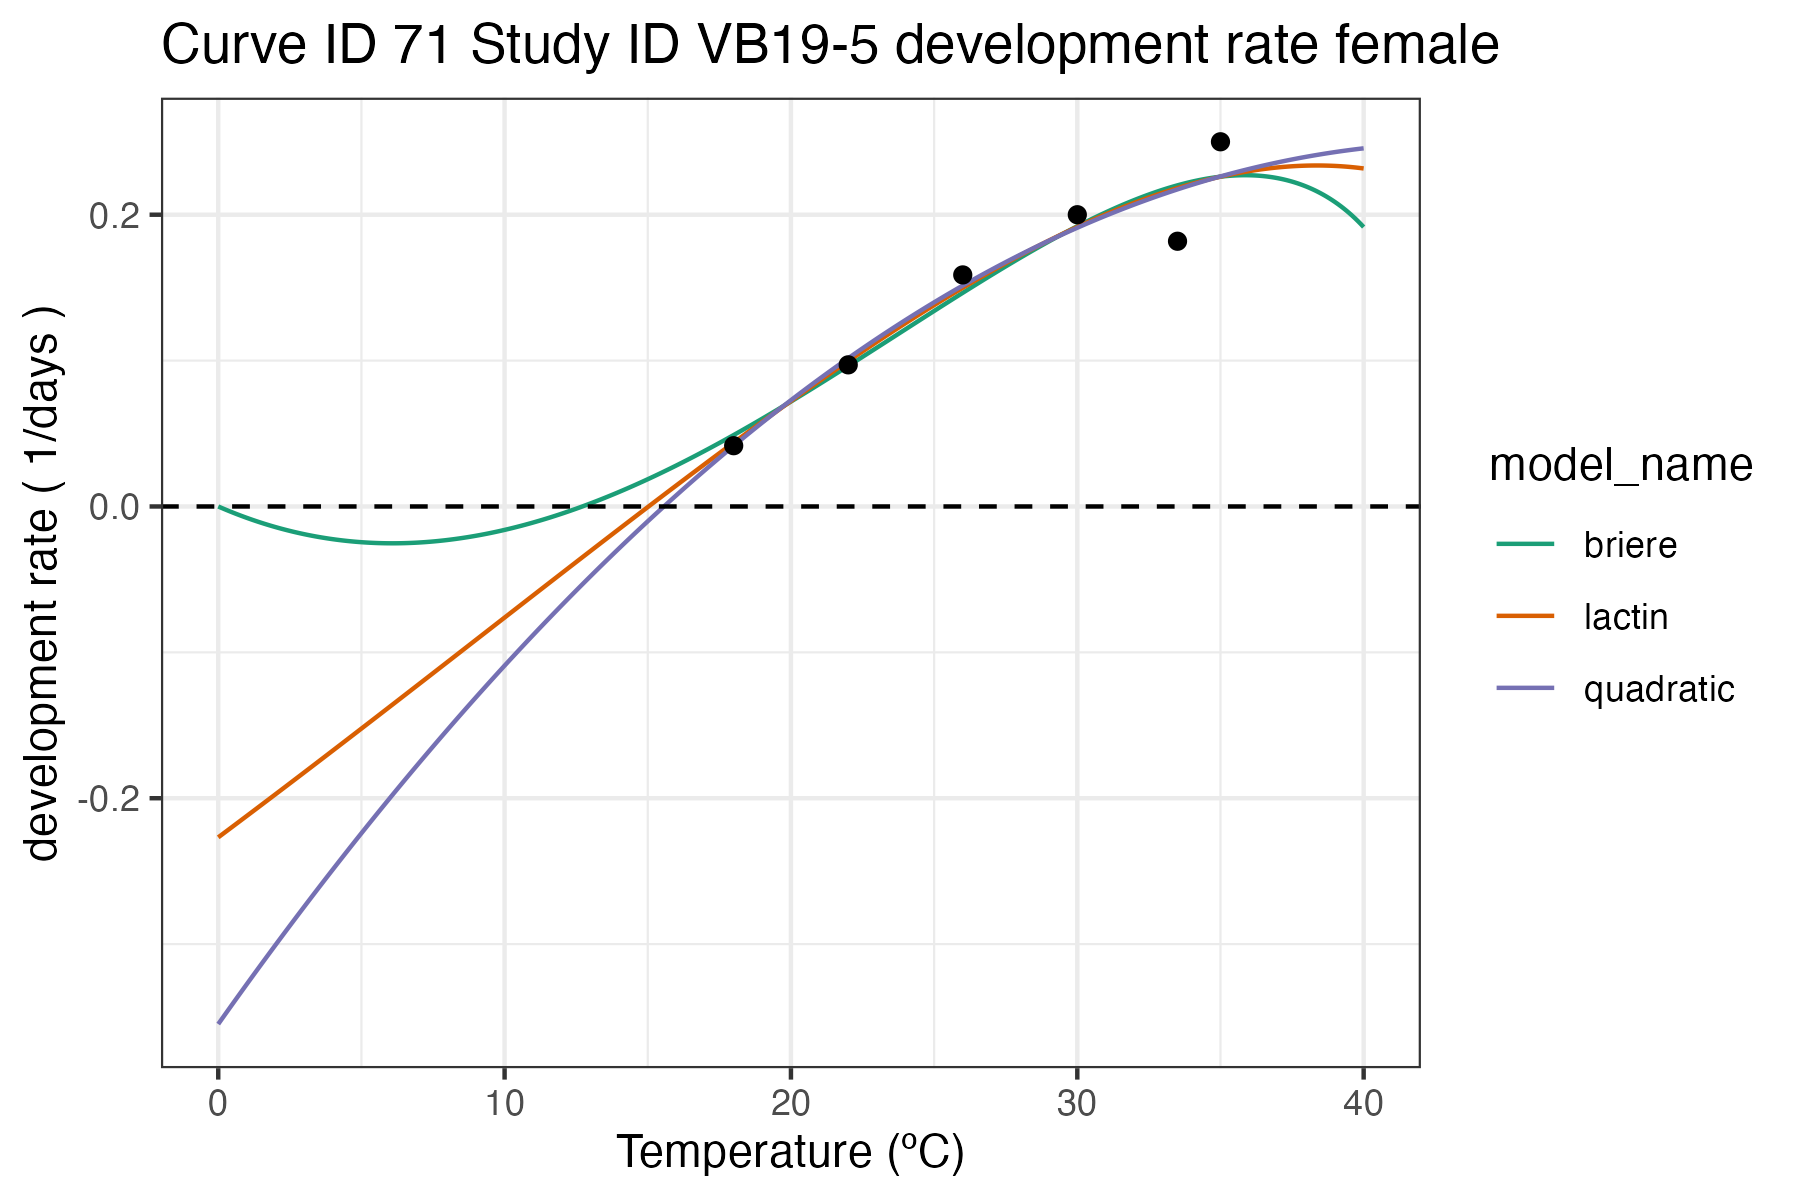 Curve ID 71 Study ID VB19-5 development rate female
development rate ( 1/days )
0.2
0.0
-0.2
0 10 20 30 40
Temperature (ºC)
model_name
briere
lactin
quadratic